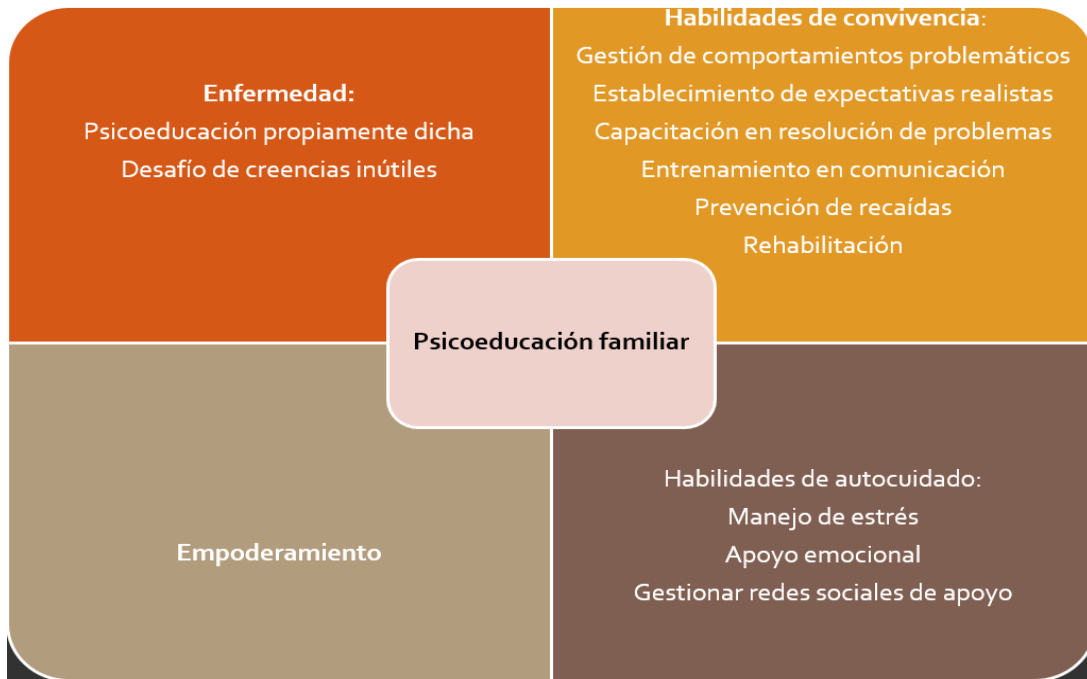 Enfermedad:
Psicoeducación propiamente dicha
Desafío de creencias inútiles
Habilidades de convivencia:
Gestión de comportamientos problemáticos
Establecimiento de expectativas realistas
Capacitación en resolución de problemas
Entrenamiento en comunicación
Prevención de recaídas
Rehabilitación
Psicoeducación familiar
Empoderamiento
Habilidades de autocuidado:
Manejo de estrés
Apoyo emocional
Gestionar redes sociales de apoyo